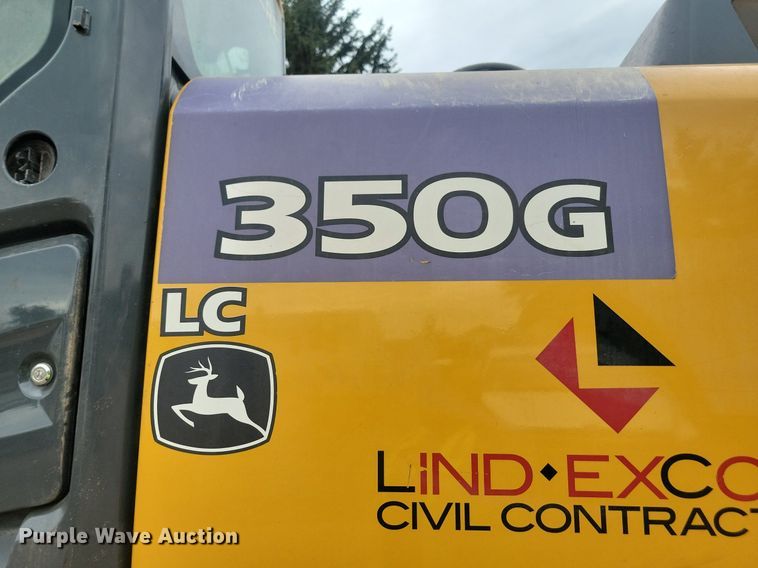 350G
LC
LIND♦EXCO
CIVIL CONTRACT
Purple Wave Auction